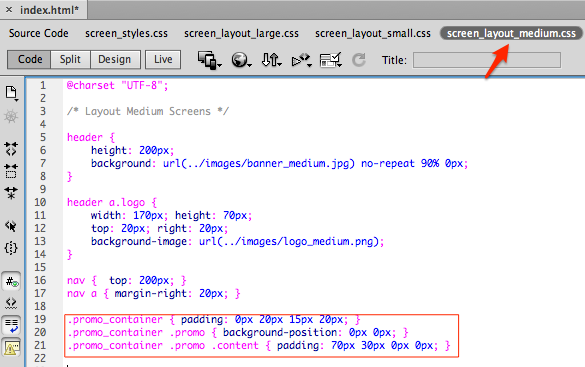 index.html*
Source Code screen_styles.css screen_layout_large.css screen_layout_small.css screen_layout_medium.css
Code Split Design Live Title:
1 @charset "UTF-8";
2
3 /* Layout Medium Screens */
4
5 header {
6 height: 200px;
7 background: url(../images/banner_medium.jpg) no-repeat 90% 0px;
8 }
9
10 header a.logo {
11 width: 170px; height: 70px;
12 top: 20px; right: 20px;
13 background-image: url(../images/logo_medium.png);
14 }
15
16 nav { top: 200px; }
17 nav a { margin-right: 20px; }
18
19 .promo_container { padding: 0px 20px 15px 20px; }
20 .promo_container .promo { background-position: 0px 0px; }
21 .promo_container .promo .content { padding: 70px 30px 0px 0px; }
22